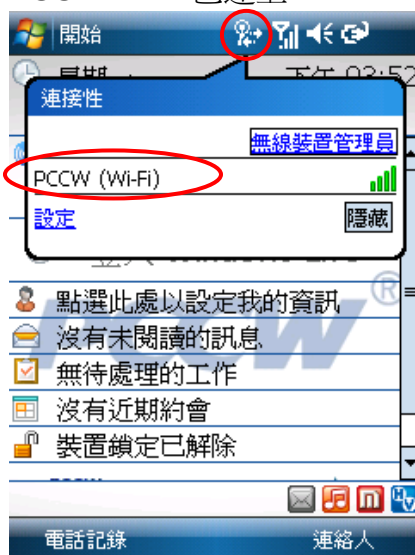 開始
連接性
無線裝置管理員
PCCW (Wi-Fi)
設定
隱藏
點選此處以設定我的資訊
沒有未閱讀的訊息
無待處理的工作
沒有近期約會
裝置鎖定已解除
電話記錄
連絡人